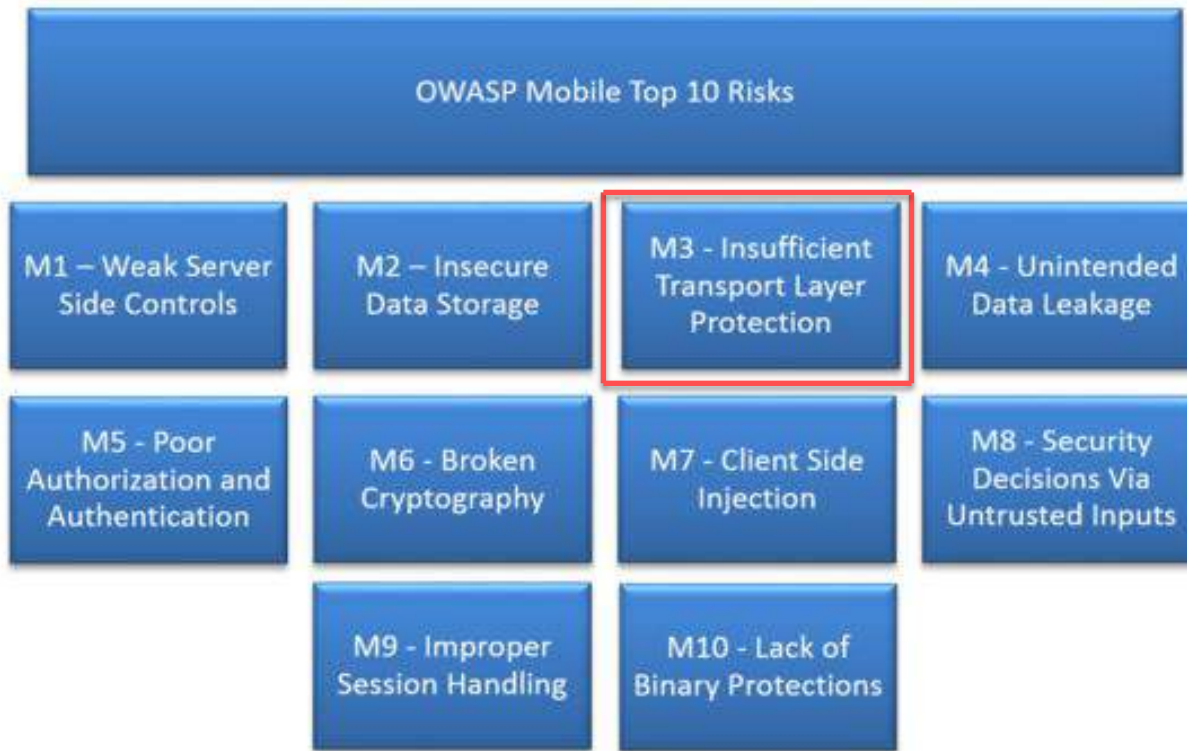 OWASP Mobile Top 10 Risks
M1 – Weak Server
Side Controls
M2 – Insecure
Data Storage
M3 - Insufficient
Transport Layer
Protection
M4 - Unintended
Data Leakage
M5 - Poor
Authorization and
Authentication
M6 - Broken
Cryptography
M7 - Client Side
Injection
M8 - Security
Decisions Via
Untrusted Inputs
M9 - Improper
Session Handling
M10 - Lack of
Binary Protections